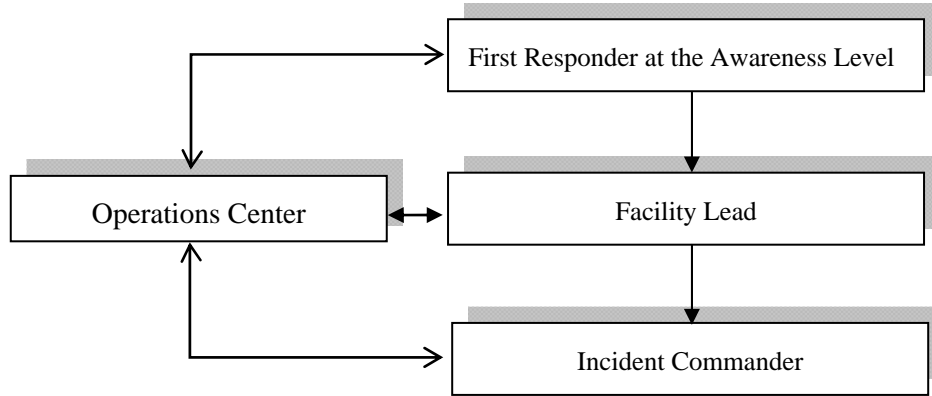 First Responder at the Awareness Level
Operations Center
Facility Lead
Incident Commander